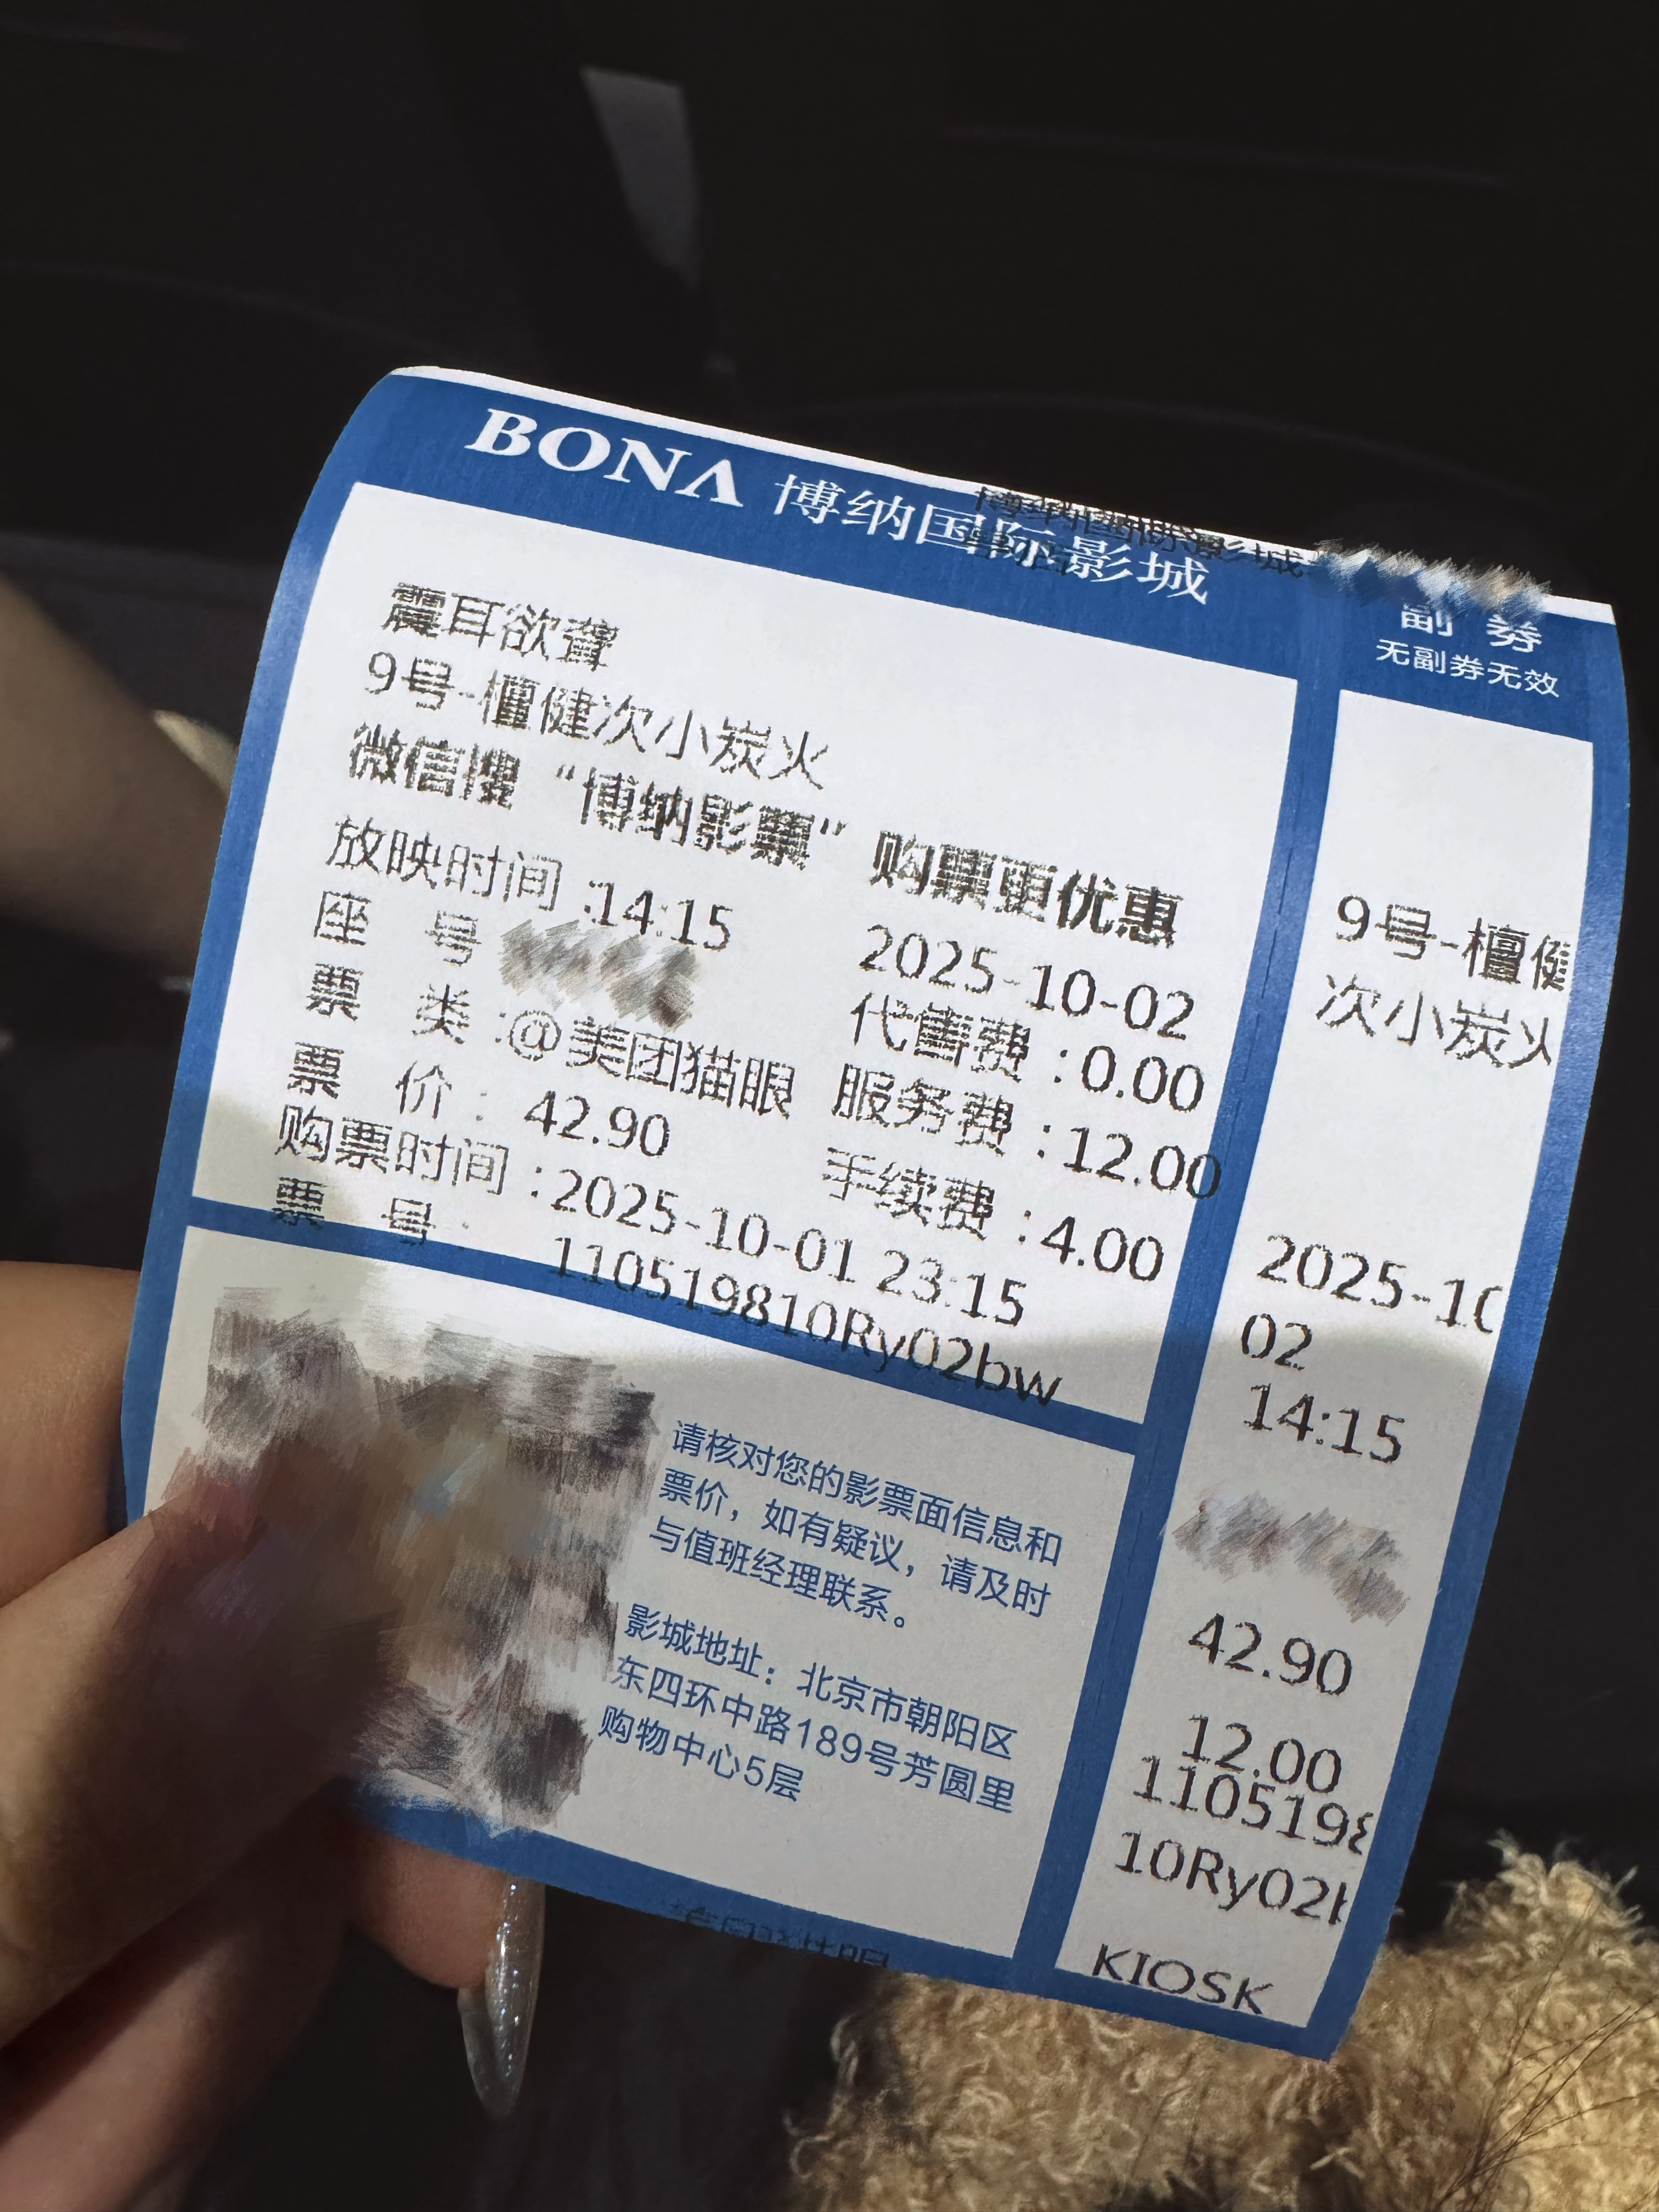 BONA 博纳国际影城
博纳国际影城
震耳欲聋
9号-檀健次小炭火
微信搜“博纳影票”购票更优惠
放映时间:14:15 2025-10-02
座 号 代售费:0.00
票 类:@美团猫眼 服务费:12.00
票 价: 42.90 手续费:4.00
购票时间:2025-10-01 23:15
票 号: 110519810Ry02bw
请核对您的影票面信息和
票价，如有疑议，请及时
与值班经理联系。
影城地址：北京市朝阳区
东四环中路189号芳圆里
购物中心5层
副 券
无副券无效
9号-檀健
次小炭火
2025-10
02
14:15
42.90
12.00
1105198
10Ry02b
KIOSK